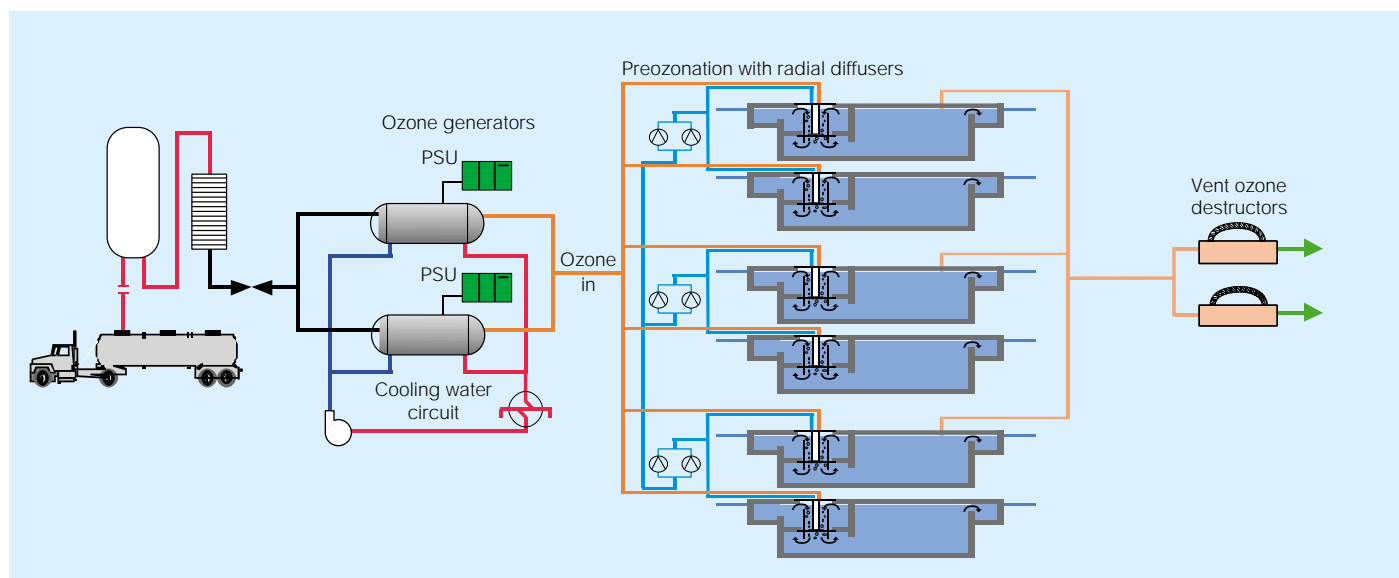 Preozonation with radial diffusers
Ozone generators
PSU
Vent ozone
destructors
Ozone
in
PSU
Cooling water
circuit